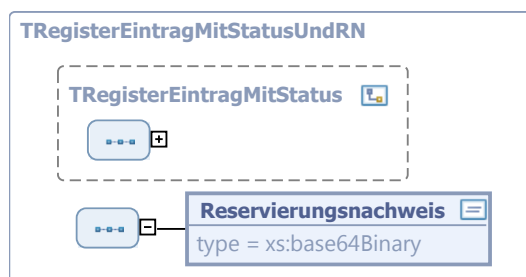 TRegisterEintragMitStatusUndRN
TRegisterEintragMitStatus
Reservierungsnachweis
type = xs:base64Binary